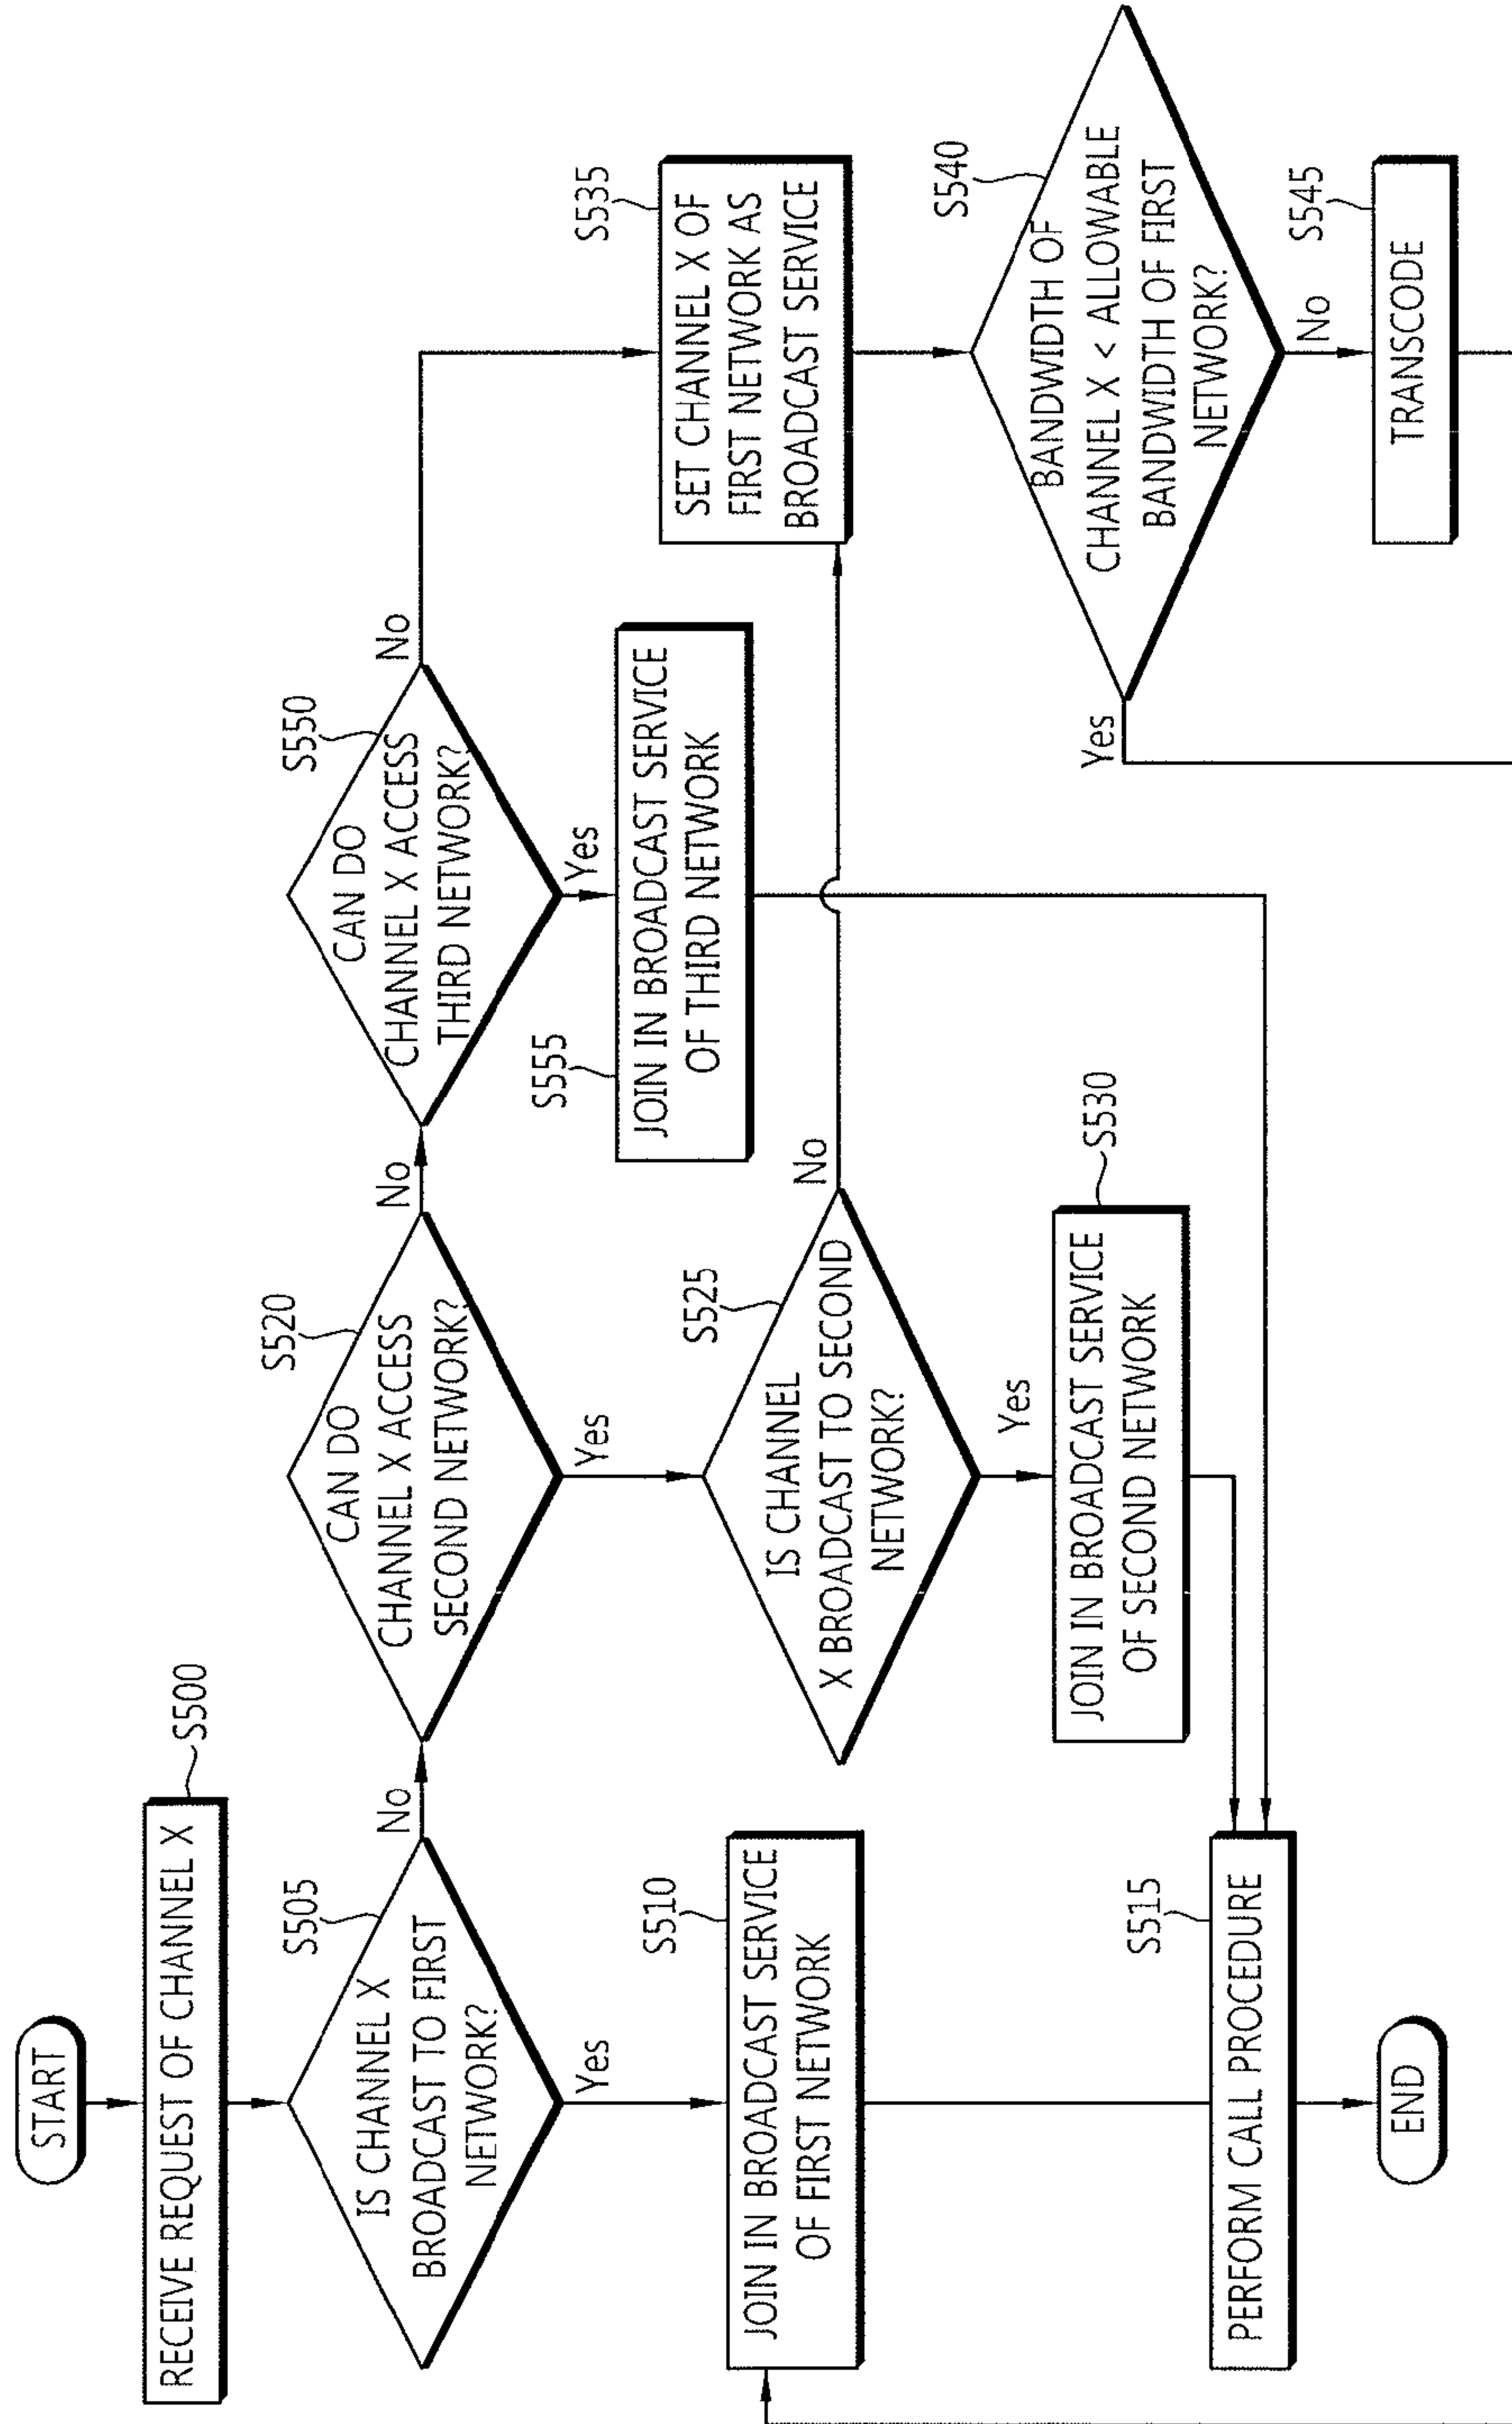 START
RECEIVE REQUEST OF CHANNEL X
S500
IS CHANNEL X
BROADCAST TO FIRST
NETWORK?
S505
No
Yes
JOIN IN BROADCAST SERVICE
OF FIRST NETWORK
S510
PERFORM CALL PROCEDURE
S515
END
CAN DO
CHANNEL X ACCESS
SECOND NETWORK?
S520
No
Yes
IS CHANNEL
X BROADCAST TO SECOND
NETWORK?
S525
No
Yes
JOIN IN BROADCAST SERVICE
OF SECOND NETWORK
S530
CAN DO
CHANNEL X ACCESS
THIRD NETWORK?
S550
No
Yes
JOIN IN BROADCAST SERVICE
OF THIRD NETWORK
S555
SET CHANNEL X OF
FIRST NETWORK AS
BROADCAST SERVICE
S535
BANDWIDTH OF
CHANNEL X < ALLOWABLE
BANDWIDTH OF FIRST
NETWORK?
S540
Yes
No
TRANSCODE
S545